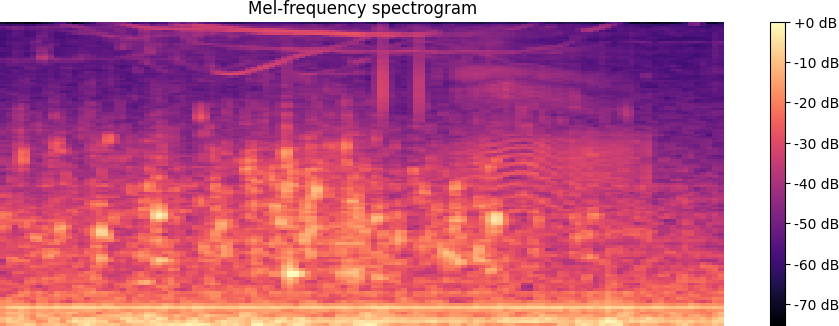 Mel-frequency spectrogram
+0 dB
-10 dB
-20 dB
-30 dB
-40 dB
-50 dB
-60 dB
-70 dB